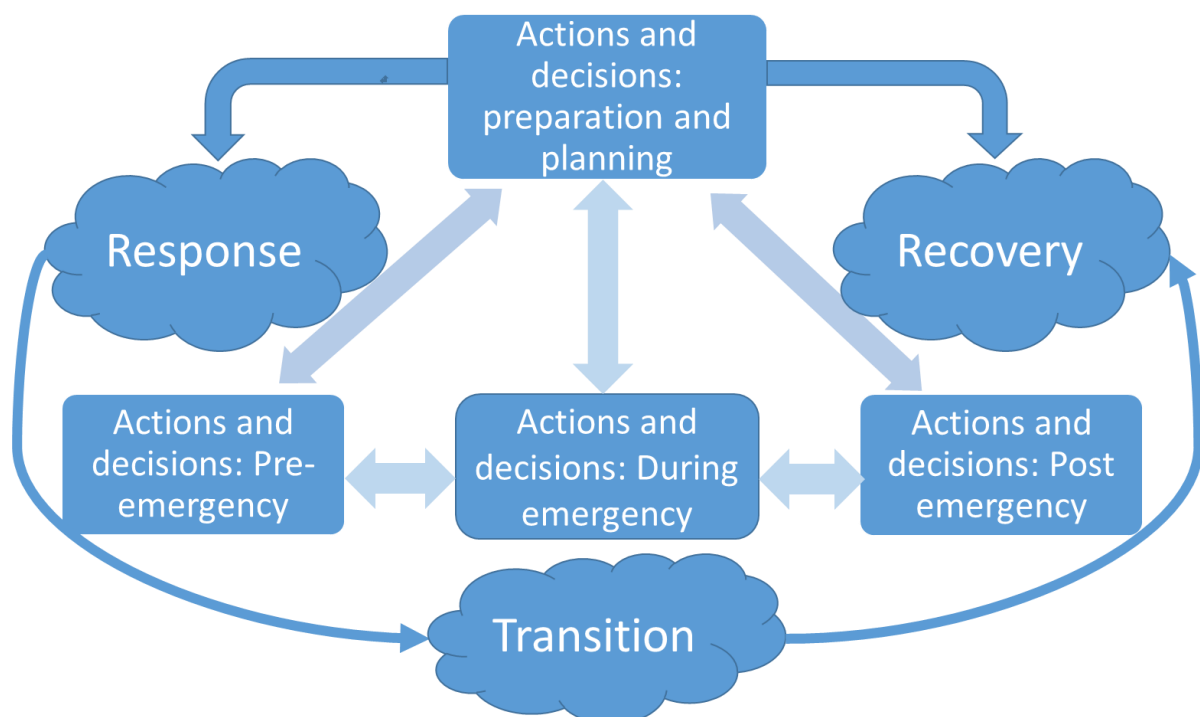 Actions and
decisions:
preparation and
planning
Response
Recovery
Actions and
decisions: Pre-
emergency
Actions and
decisions: During
emergency
Actions and
decisions: Post
emergency
Transition